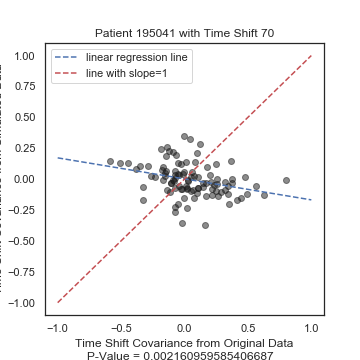 Patient 195041 with Time Shift 70
linear regression line
line with slope=1
1.00
0.75
0.50
0.25
0.00
−0.25
−0.50
−0.75
−1.00
−1.0 −0.5 0.0 0.5 1.0
Time Shift Covariance from Original Data
P-Value = 0.002160959585406687